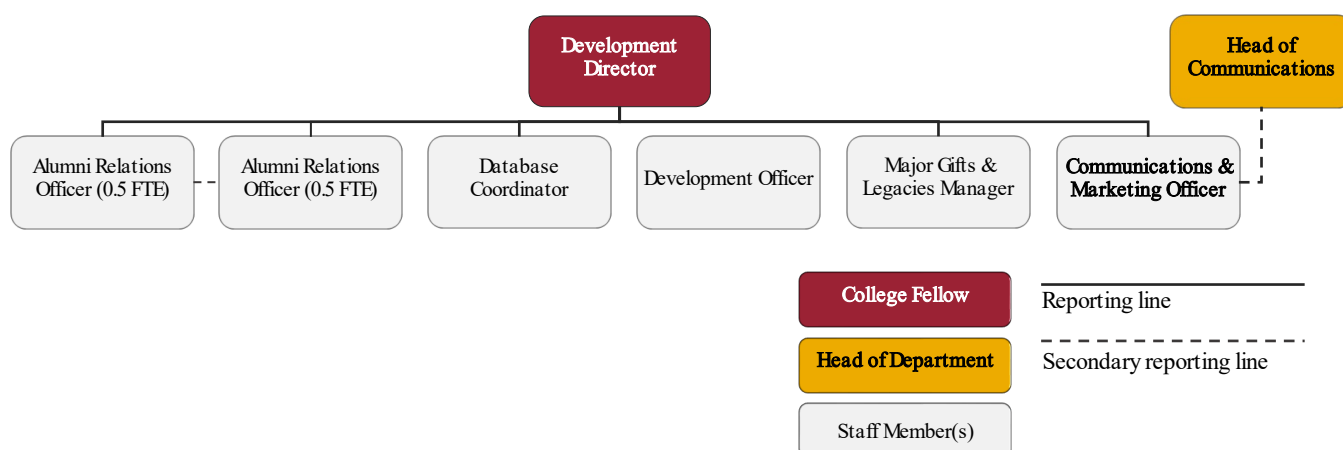 Development
Director
Head of
Communications
Alumni Relations
Officer (0.5 FTE)
Alumni Relations
Officer (0.5 FTE)
Database
Coordinator
Development Officer
Major Gifts &
Legacies Manager
Communications &
Marketing Officer
College Fellow
Reporting line
Head of Department
Secondary reporting line
Staff Member(s)